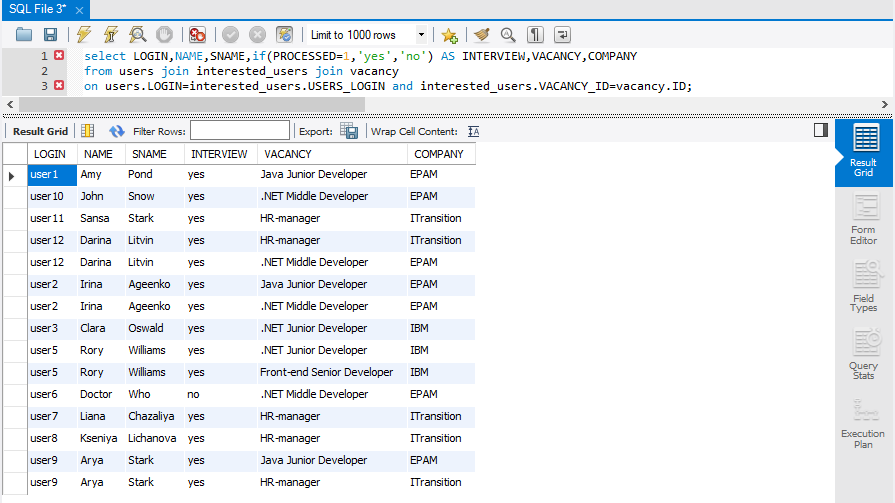 SQL File 3*
Limit to 1000 rows
1 select LOGIN,NAME,SNAME,if(PROCESSED=1,'yes','no') AS INTERVIEW,VACANCY,COMPANY
2 from users join interested_users join vacancy
3 on users.LOGIN=interested_users.USERS_LOGIN and interested_users.VACANCY_ID=vacancy.ID;
Result Grid Filter Rows: Export: Wrap Cell Content: IA
LOGIN NAME SNAME INTERVIEW VACANCY COMPANY
user1 Amy Pond yes Java Junior Developer EPAM
user10 John Snow yes .NET Middle Developer EPAM
user11 Sansa Stark yes HR-manager ITransition
user12 Darina Litvin yes HR-manager ITransition
user12 Darina Litvin yes .NET Middle Developer EPAM
user2 Irina Ageenko yes Java Junior Developer EPAM
user2 Irina Ageenko yes .NET Middle Developer EPAM
user3 Clara Oswald yes .NET Junior Developer IBM
user5 Rory Williams yes .NET Junior Developer IBM
user5 Rory Williams yes Front-end Senior Developer IBM
user6 Doctor Who no .NET Middle Developer EPAM
user7 Liana Chazaliya yes HR-manager ITransition
user8 Kseniya Lichanova yes HR-manager ITransition
user9 Arya Stark yes Java Junior Developer EPAM
user9 Arya Stark yes HR-manager ITransition
Result
Grid
Form
Editor
Field
Types
Query
Stats
Execution
Plan